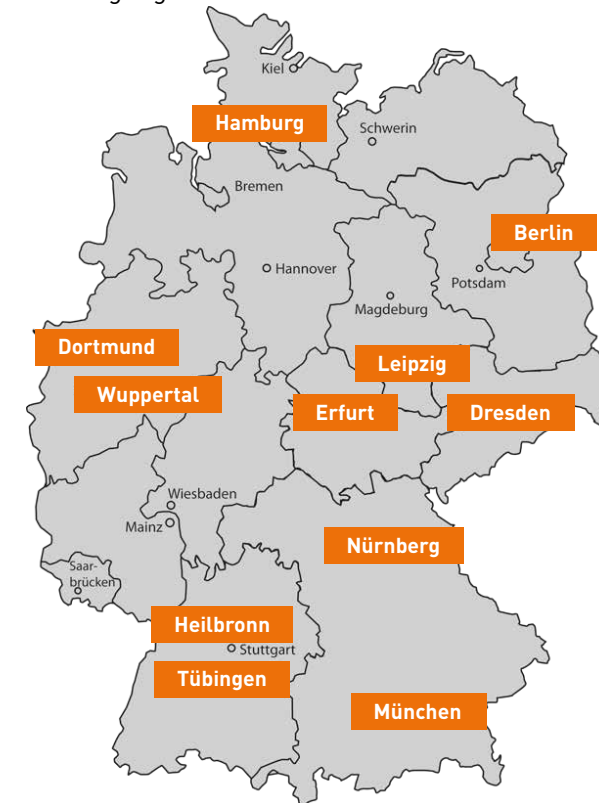 Kiel
Hamburg
Schwerin
Bremen
Berlin
Hannover
Potsdam
Magdeburg
Dortmund
Leipzig
Wuppertal
Erfurt
Dresden
Wiesbaden
Mainz
Nürnberg
Saar-
brücken
Heilbronn
Stuttgart
Tübingen
München